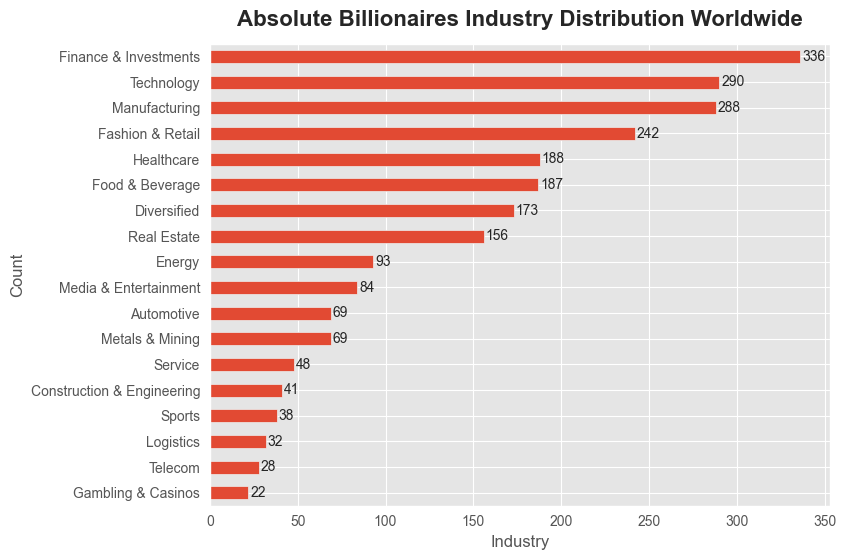 Absolute Billionaires Industry Distribution Worldwide
Finance & Investments 336
Technology 290
Manufacturing 288
Fashion & Retail 242
Healthcare 188
Food & Beverage 187
Diversified 173
Real Estate 156
Energy 93
Media & Entertainment 84
Automotive 69
Metals & Mining 69
Service 48
Construction & Engineering 41
Sports 38
Logistics 32
Telecom 28
Gambling & Casinos 22
Count
0 50 100 150 200 250 300 350
Industry